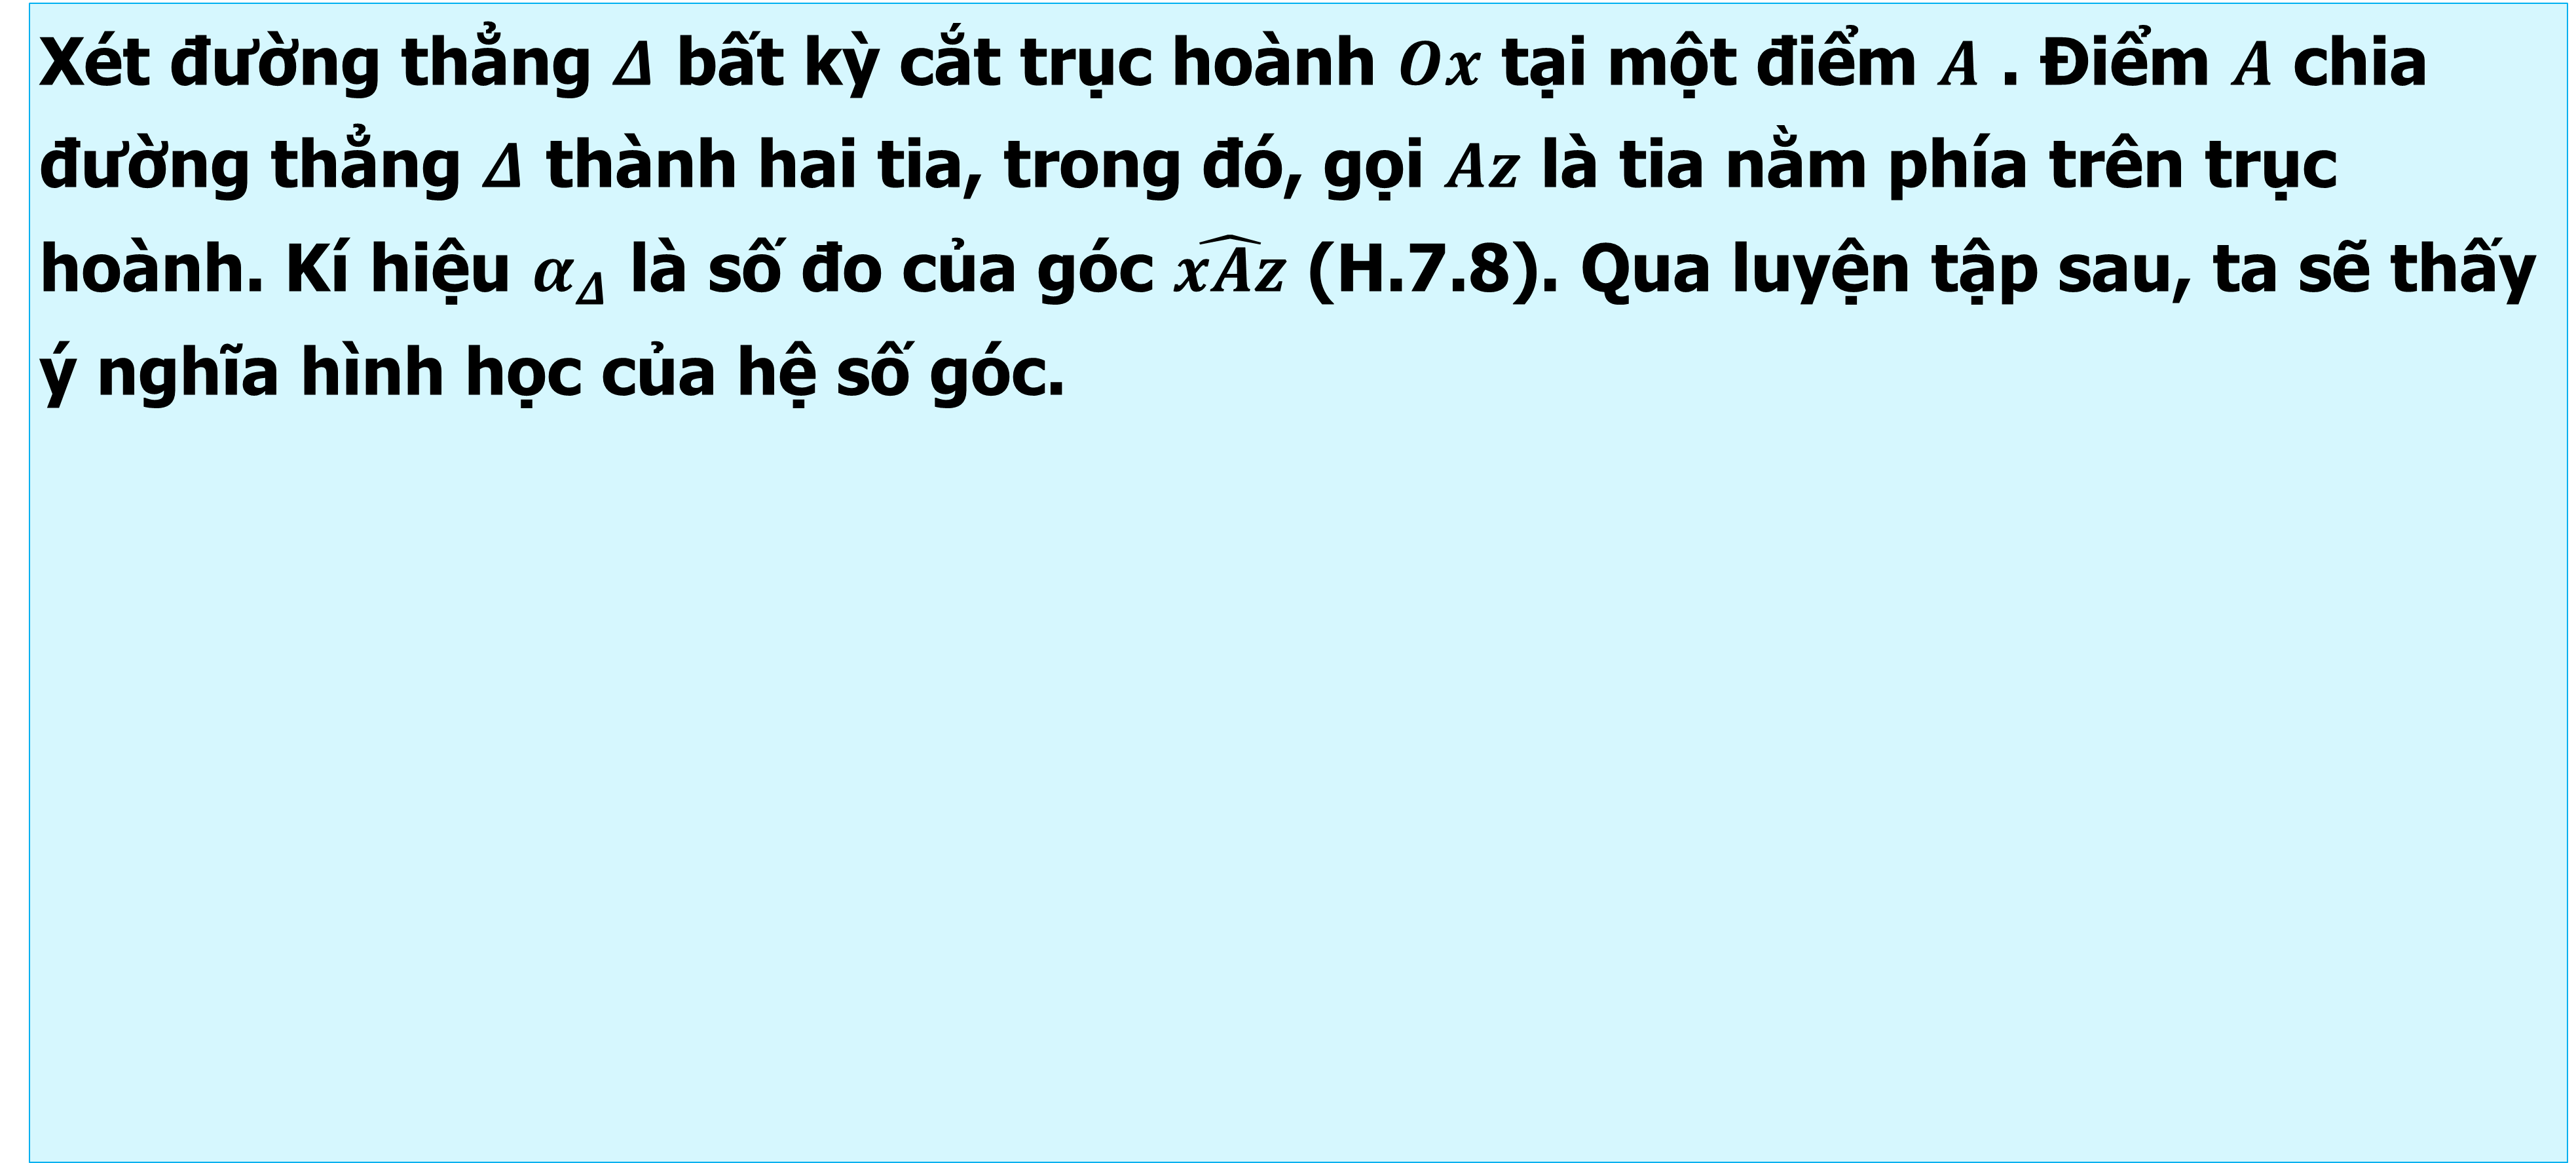 Xét đường thẳng Δ bất kỳ cắt trục hoành Ox tại một điểm A . Điểm A chia
đường thẳng Δ thành hai tia, trong đó, gọi Az là tia nằm phía trên trục
hoành. Kí hiệu α_Δ là số đo của góc \widehat{xAz} (H.7.8). Qua luyện tập sau, ta sẽ thấy
ý nghĩa hình học của hệ số góc.